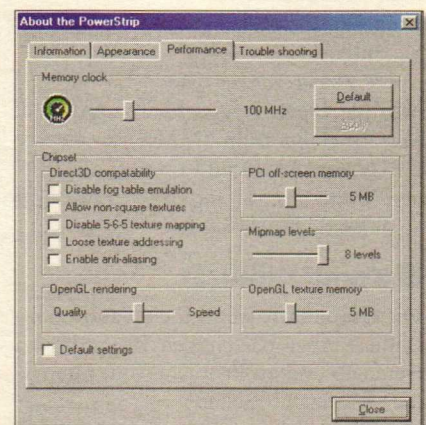 About the PowerStrip
Information
Appearance
Performance
Trouble shooting
Memory clock
100 MHz
Default
Apply
Chipset
Direct3D compatability
Disable fog table emulation
Allow non-square textures
Disable 5-6-5 texture mapping
Loose texture addressing
Enable anti-aliasing
PCI off-screen memory
5 MB
Mipmap levels
8 levels
OpenGL rendering
Quality
Speed
OpenGL texture memory
5 MB
Default settings
Close